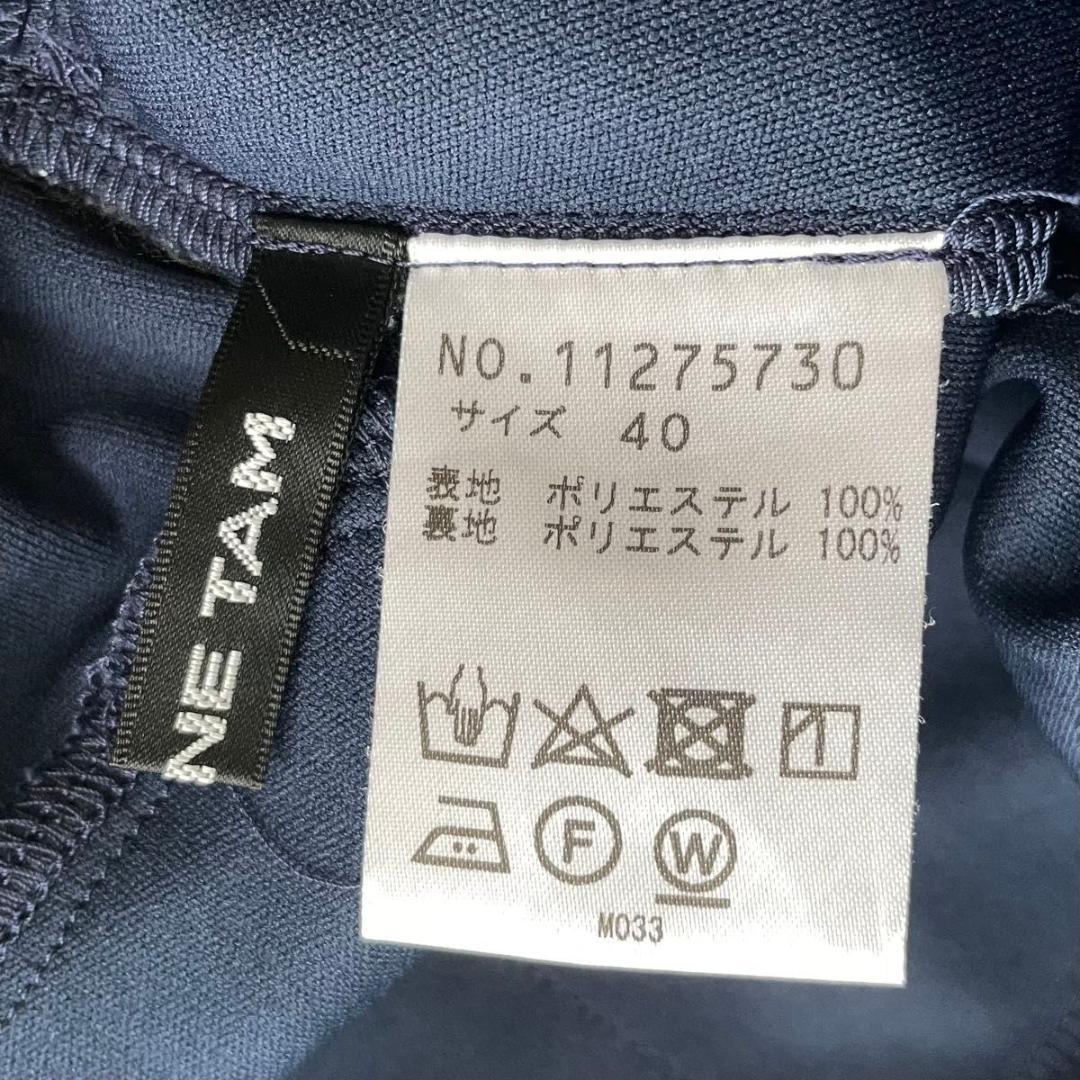 NE TAM
NO.11275730
サイズ 40
表地 ポリエステル 100%
裏地 ポリエステル 100%
F W
M033